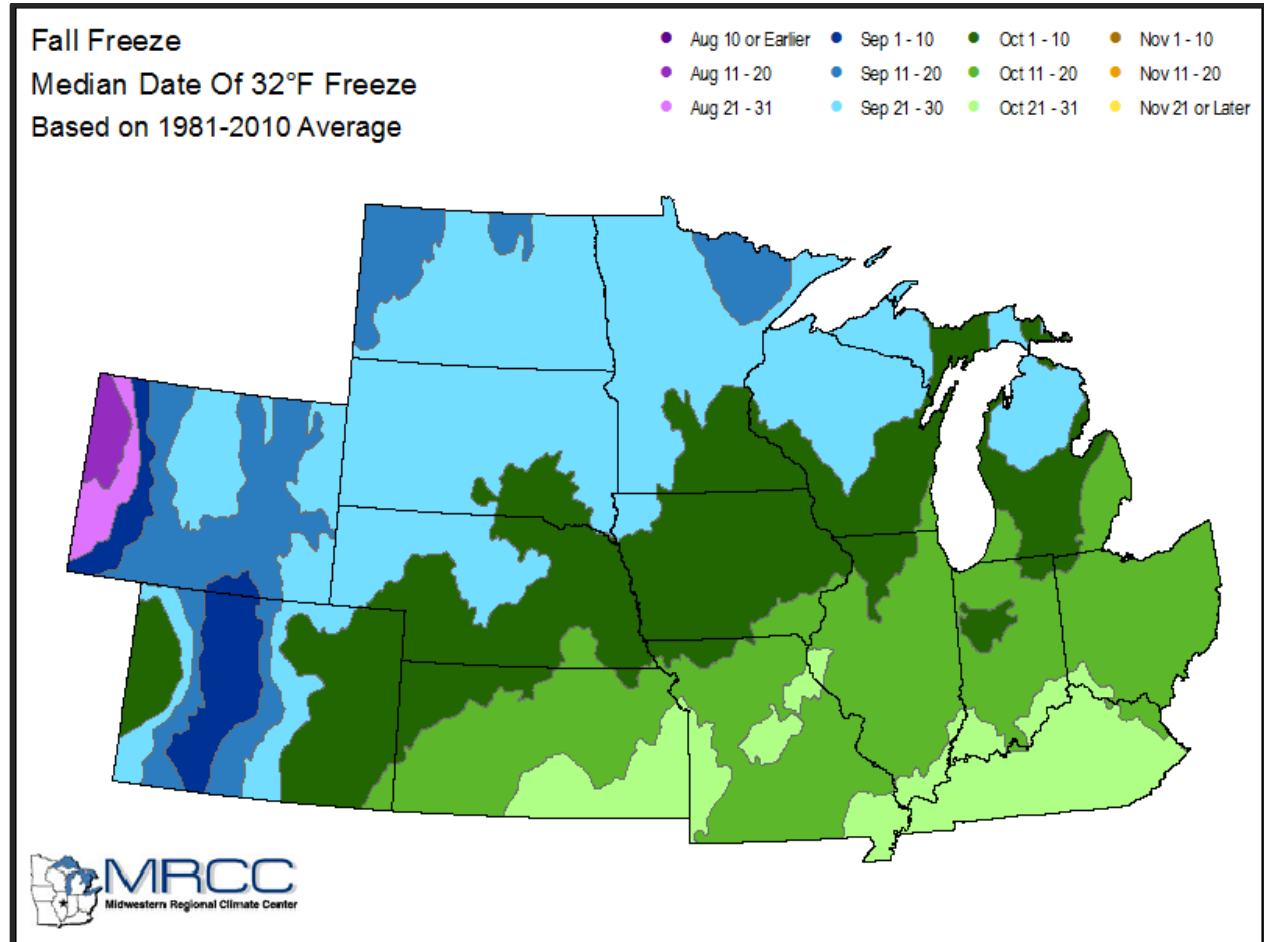 Fall Freeze
Median Date Of 32°F Freeze
Based on 1981-2010 Average
Aug 10 or Earlier
Aug 11 - 20
Aug 21 - 31
Sep 1 - 10
Sep 11 - 20
Sep 21 - 30
Oct 1 - 10
Oct 11 - 20
Oct 21 - 31
Nov 1 - 10
Nov 11 - 20
Nov 21 or Later
MRCC
Midwestern Regional Climate Center